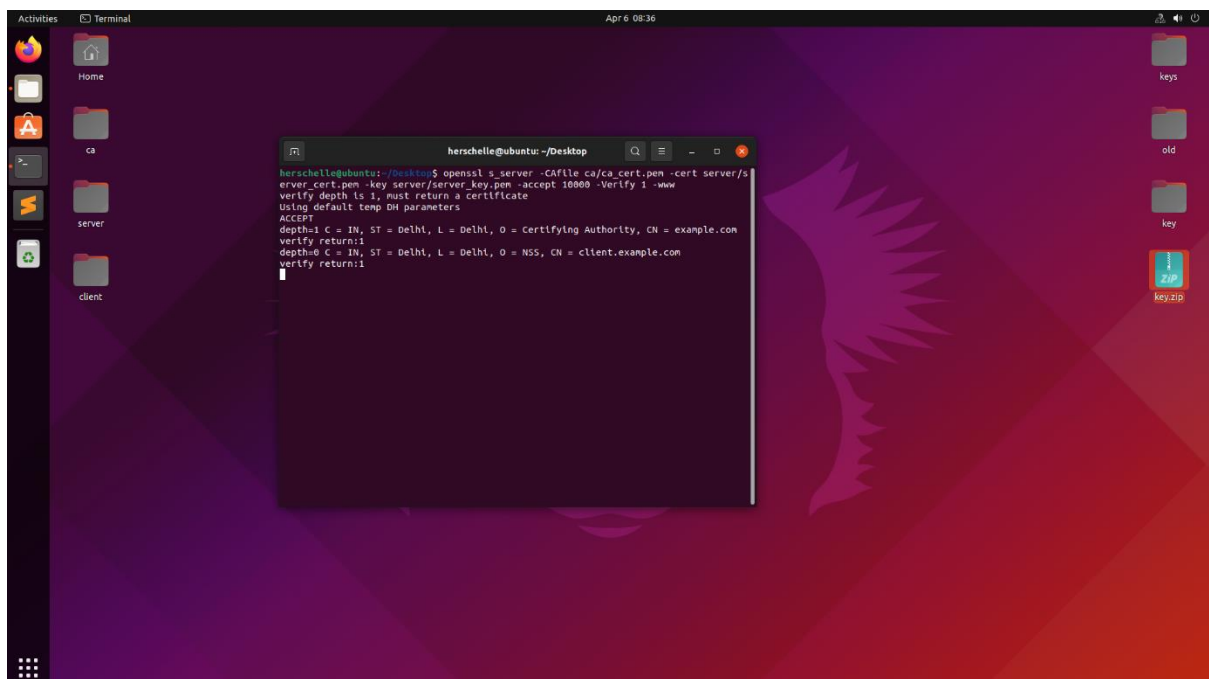 Activities
Terminal
Apr 6 08:36
Home
ca
server
client
keys
old
key
ZIP
key.zip
herschelle@ubuntu: ~/Desktop
herschelle@ubuntu:~/Desktop$ openssl s_server -CAfile ca/ca_cert.pem -cert server/s
erver_cert.pem -key server/server_key.pem -accept 10000 -Verify 1 -www
verify depth is 1, must return a certificate
Using default temp DH parameters
ACCEPT
depth=1 C = IN, ST = Delhi, L = Delhi, O = Certifying Authority, CN = example.com
verify return:1
depth=0 C = IN, ST = Delhi, L = Delhi, O = NSS, CN = client.example.com
verify return:1